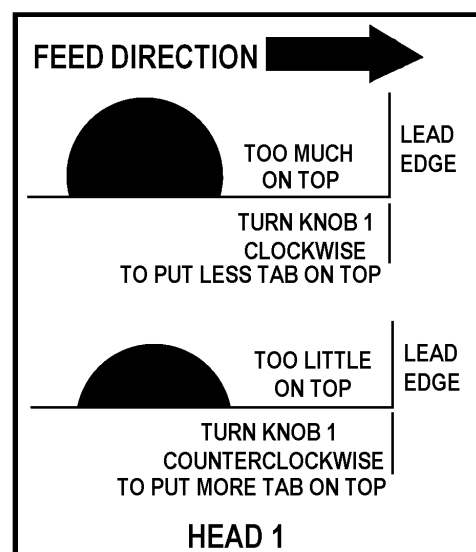 FEED DIRECTION
TOO MUCH
ON TOP
LEAD
EDGE
TURN KNOB 1
CLOCKWISE
TO PUT LESS TAB ON TOP
TOO LITTLE
ON TOP
LEAD
EDGE
TURN KNOB 1
COUNTERCLOCKWISE
TO PUT MORE TAB ON TOP
HEAD 1